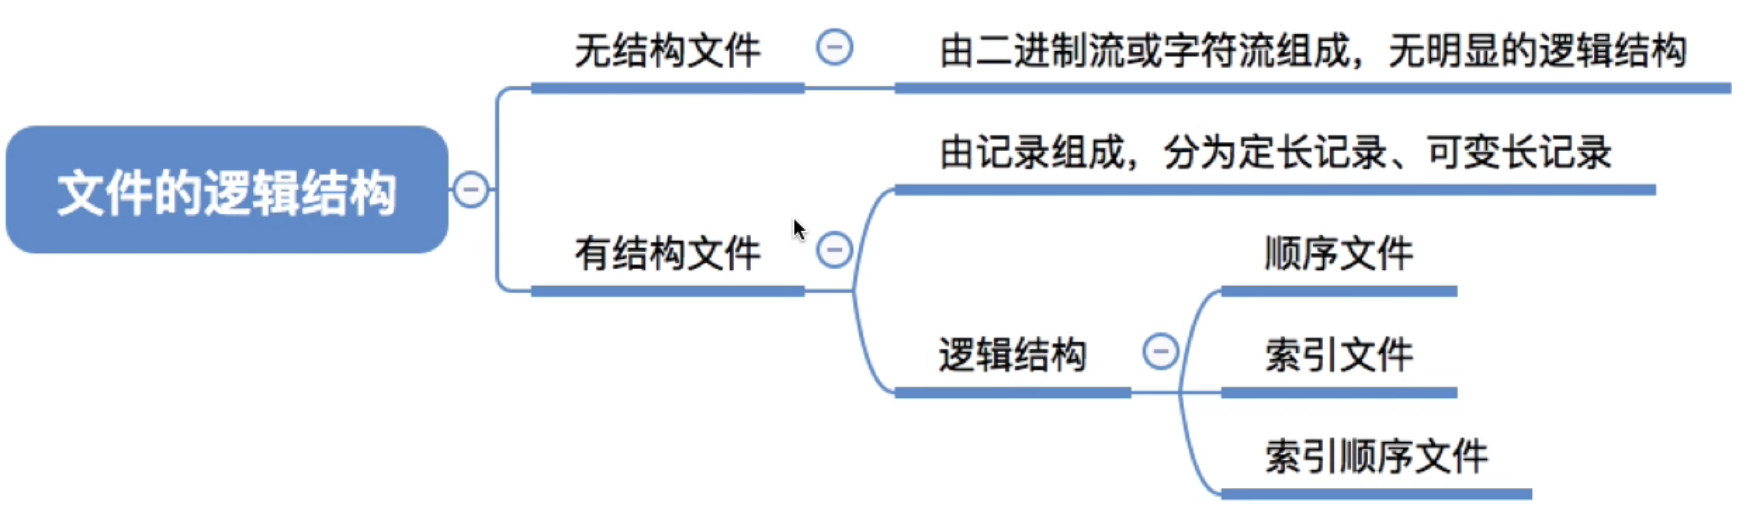 文件的逻辑结构
无结构文件
由二进制流或字符流组成，无明显的逻辑结构
有结构文件
由记录组成，分为定长记录、可变长记录
逻辑结构
顺序文件
索引文件
索引顺序文件